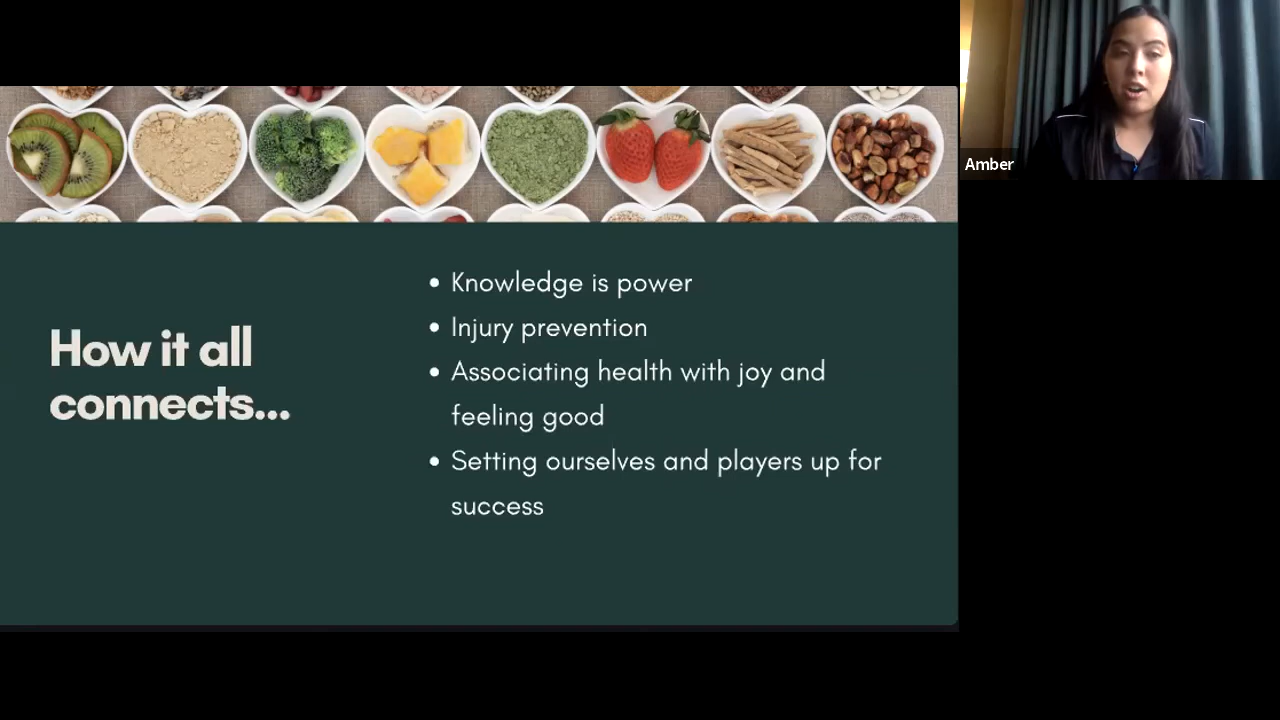 Amber
How it all
connects...
• Knowledge is power
• Injury prevention
• Associating health with joy and
feeling good
• Setting ourselves and players up for
success